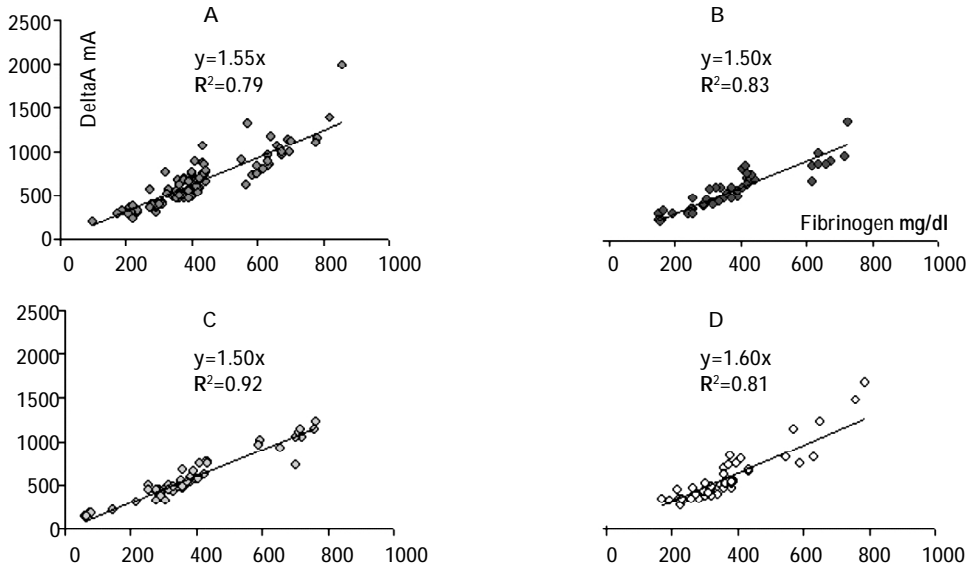 A
y=1.55x
R²=0.79
DeltaA mA
2500
2000
1500
1000
500
0
0 200 400 600 800 1000
B
y=1.50x
R²=0.83
Fibrinogen mg/dl
0 200 400 600 800 1000
C
y=1.50x
R²=0.92
2500
2000
1500
1000
500
0
0 200 400 600 800 1000
D
y=1.60x
R²=0.81
0 200 400 600 800 1000